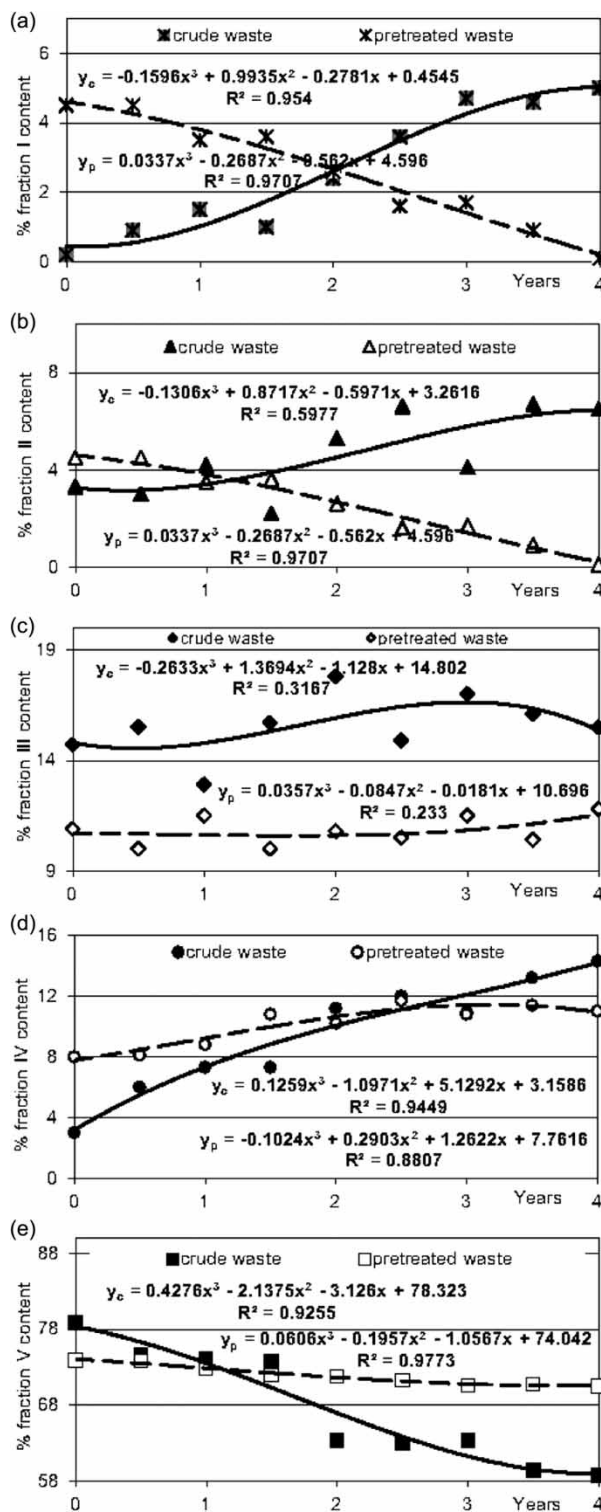 (a)
crude waste pretreated waste
y_c = -0.1596x³ + 0.9935x² - 0.2781x + 0.4545
R² = 0.954
y_p = 0.0337x³ - 0.2687x² - 0.562x + 4.596
R² = 0.9707
% fraction I content
6
4
2
0
0 1 2 3 Years 4
(b)
crude waste pretreated waste
y_c = -0.1306x³ + 0.8717x² - 0.5971x + 3.2616
R² = 0.5977
y_p = 0.0337x³ - 0.2687x² - 0.562x + 4.596
R² = 0.9707
% fraction II content
8
4
0
0 1 2 3 Years 4
(c)
crude waste pretreated waste
y_c = -0.2633x³ + 1.3694x² - 1.128x + 14.802
R² = 0.3167
y_p = 0.0357x³ - 0.0847x² - 0.0181x + 10.696
R² = 0.233
% fraction III content
19
14
9
0 1 2 3 Years 4
(d)
crude waste pretreated waste
y_c = 0.1259x³ - 1.0971x² + 5.1292x + 3.1586
R² = 0.9449
y_p = -0.1024x³ + 0.2903x² + 1.2622x + 7.7616
R² = 0.8807
% fraction IV content
16
12
8
4
0
0 1 2 3 Years 4
(e)
crude waste pretreated waste
y_c = 0.4276x³ - 2.1375x² - 3.126x + 78.323
R² = 0.9255
y_p = 0.0606x³ - 0.1957x² - 1.0567x + 74.042
R² = 0.9773
% fraction V content
88
78
68
58
0 1 2 3 Years 4